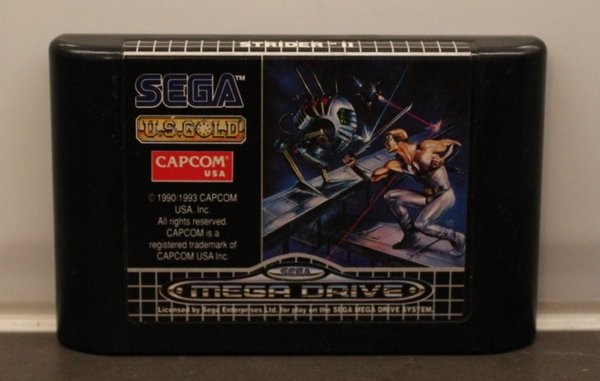 STRIDER - II
SEGA™
U.S. GOLD
CAPCOM®
USA
© 1990/1993 CAPCOM
USA. Inc.
All rights reserved.
CAPCOM is a
registered trademark of
CAPCOM USA Inc.
SEGA
MEGA DRIVE
Licensed by Sega Enterprises Ltd. for play on the SEGA MEGA DRIVE SYSTEM.